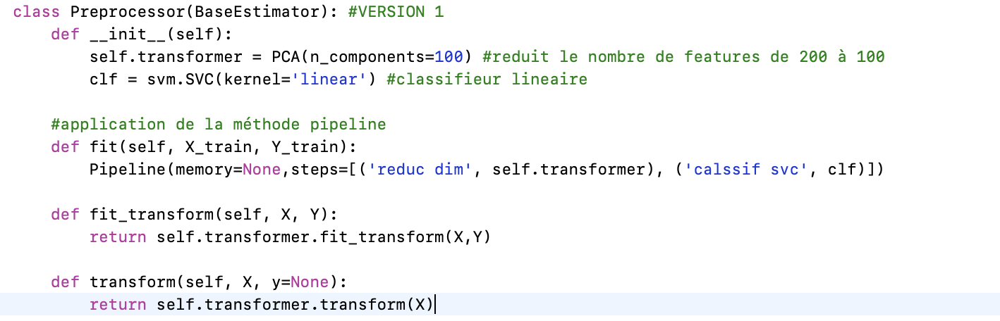 class Preprocessor(BaseEstimator): #VERSION 1
    def __init__(self):
        self.transformer = PCA(n_components=100) #reduit le nombre de features de 200 à 100
        clf = svm.SVC(kernel='linear') #classifieur lineaire

    #application de la méthode pipeline
    def fit(self, X_train, Y_train):
        Pipeline(memory=None,steps=[('reduc dim', self.transformer), ('calssif svc', clf)])

    def fit_transform(self, X, Y):
        return self.transformer.fit_transform(X,Y)

    def transform(self, X, y=None):
        return self.transformer.transform(X)